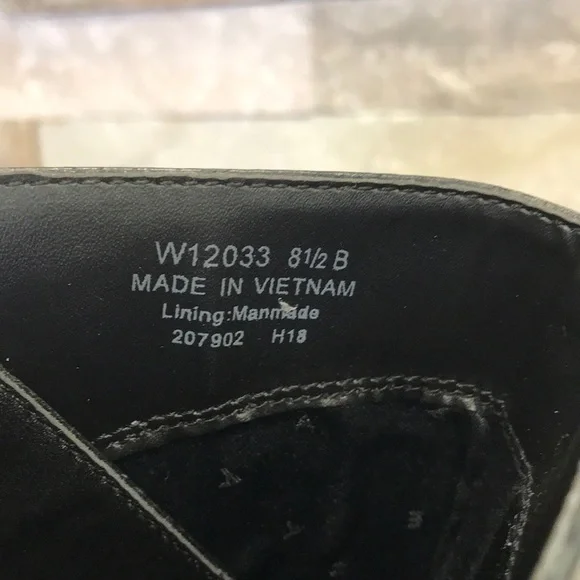 W12033 8½ B
MADE IN VIETNAM
Lining:Manmade
207902 H18